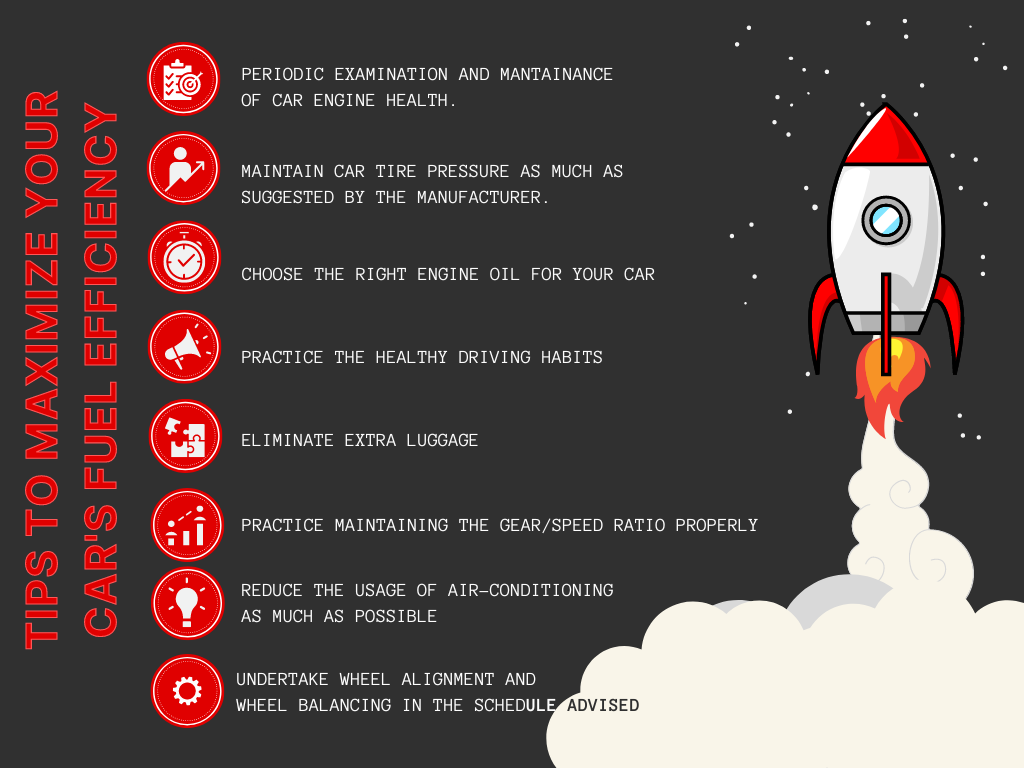 TIPS TO MAXIMIZE YOUR
CAR'S FUEL EFFICIENCY
PERIODIC EXAMINATION AND MANTAINANCE
OF CAR ENGINE HEALTH.
MAINTAIN CAR TIRE PRESSURE AS MUCH AS
SUGGESTED BY THE MANUFACTURER.
CHOOSE THE RIGHT ENGINE OIL FOR YOUR CAR
PRACTICE THE HEALTHY DRIVING HABITS
ELIMINATE EXTRA LUGGAGE
PRACTICE MAINTAINING THE GEAR/SPEED RATIO PROPERLY
REDUCE THE USAGE OF AIR–CONDITIONING
AS MUCH AS POSSIBLE
UNDERTAKE WHEEL ALIGNMENT AND
WHEEL BALANCING IN THE SCHEDULE ADVISED